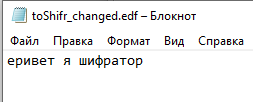 toShifr_changed.edf – Блокнот
Файл Правка Формат Вид Справка
еривет я шифратор